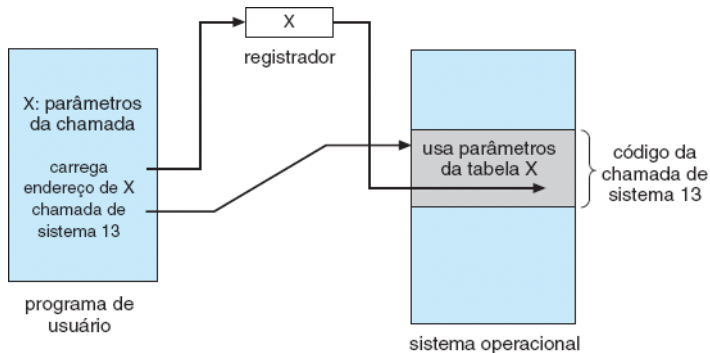 X
registrador
X: parâmetros
da chamada
carrega
endereço de X
chamada de
sistema 13
programa de
usuário
usa parâmetros
da tabela X
código da
chamada de
sistema 13
sistema operacional